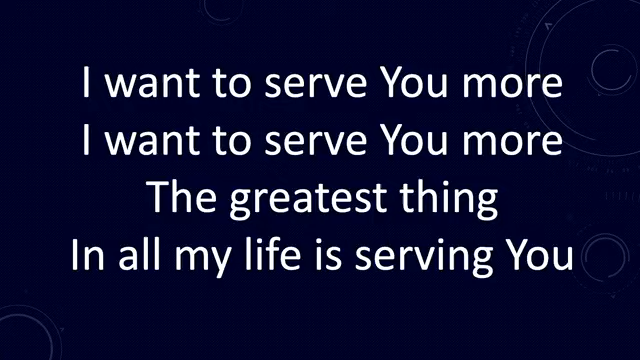 I want to serve You more
I want to serve You more
The greatest thing
In all my life is serving You